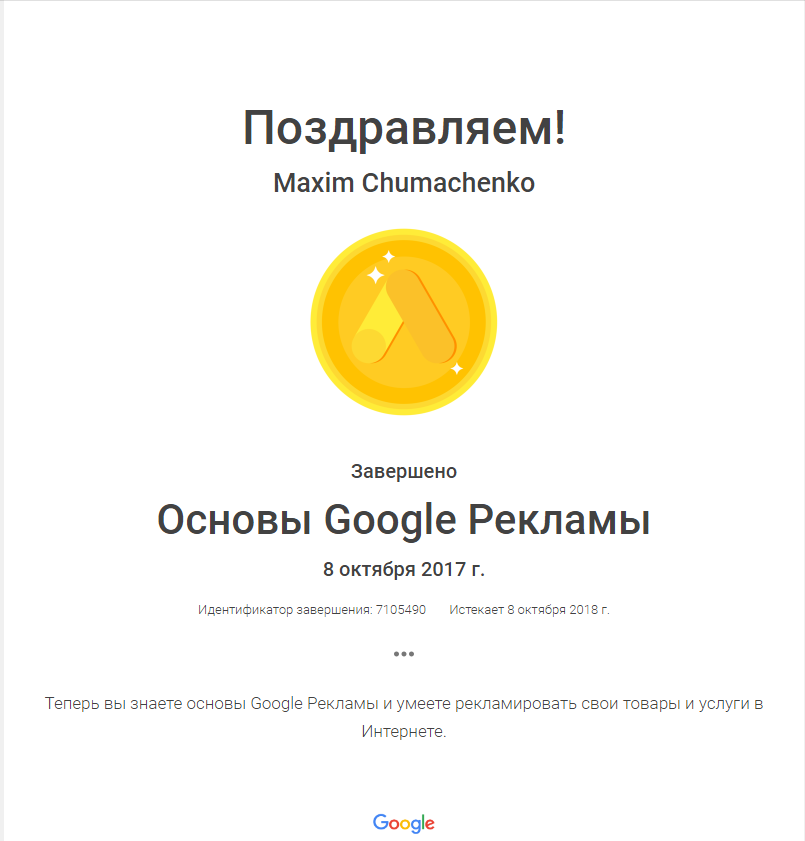 Поздравляем!
Maxim Chumachenko
Завершено
Основы Google Рекламы
8 октября 2017 г.
Идентификатор завершения: 7105490 Истекает 8 октября 2018 г.
Теперь вы знаете основы Google Рекламы и умеете рекламировать свои товары и услуги в
Интернете.
Google